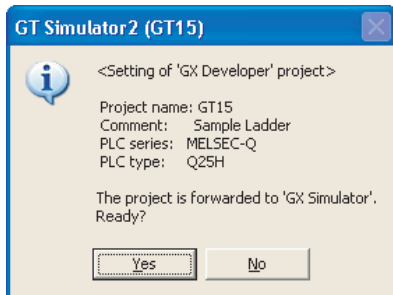 GT Simulator2 (GT15)
<Setting of 'GX Developer' project>
Project name: GT15
Comment: Sample Ladder
PLC series: MELSEC-Q
PLC type: Q25H
The project is forwarded to 'GX Simulator'.
Ready?
Yes No